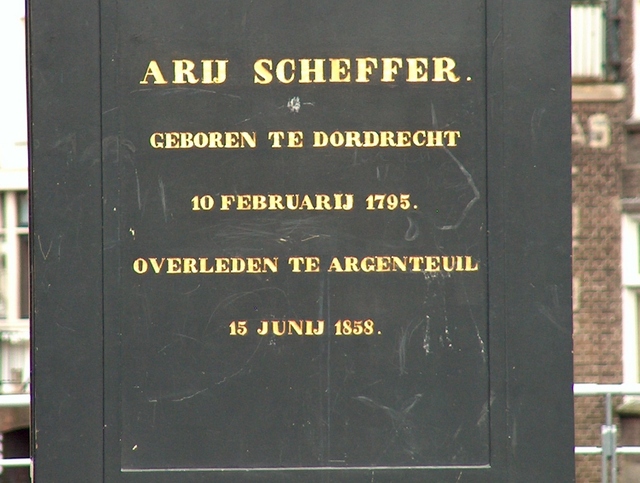 ARIJ SCHEFFER.
GEBOREN TE DORDRECHT
10 FEBRUARIJ 1795.
OVERLEDEN TE ARGENTEUIL
15 JUNIJ 1858.